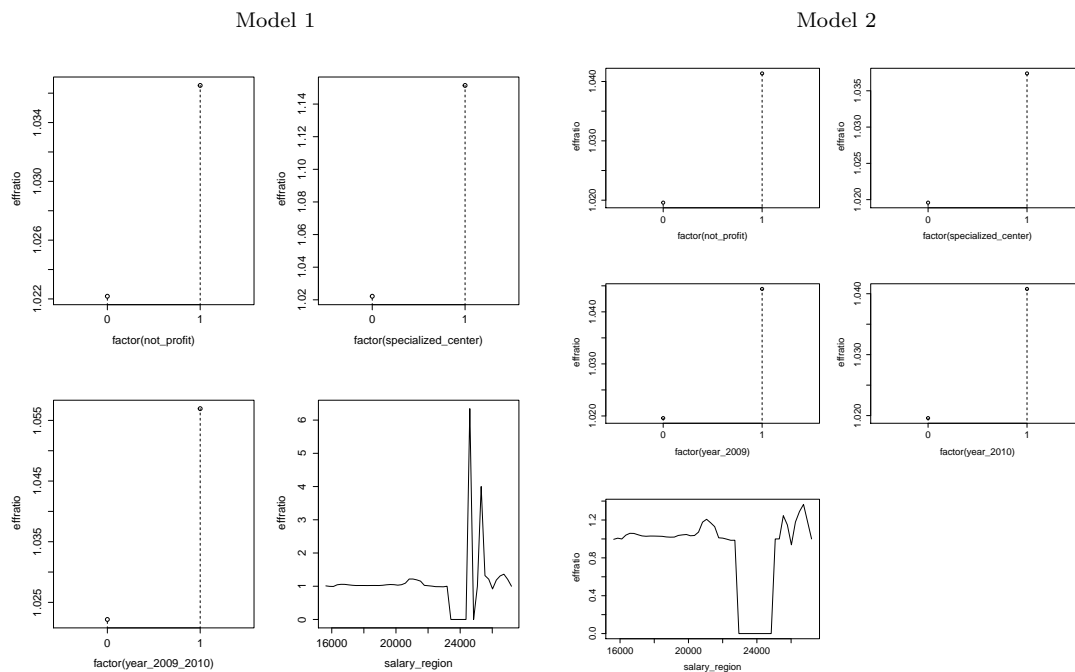 Model 1
Model 2
effratio
1.022 1.026 1.030 1.034
0 1
factor(not_profit)
effratio
1.02 1.04 1.06 1.08 1.10 1.12 1.14
0 1
factor(specialized_center)
effratio
1.025 1.035 1.045 1.055
0 1
factor(year_2009_2010)
effratio
0 1 2 3 4 5 6
16000 20000 24000
salary_region
effratio
1.020 1.030 1.040
0 1
factor(not_profit)
effratio
1.020 1.025 1.030 1.035
0 1
factor(specialized_center)
effratio
1.020 1.030 1.040
0 1
factor(year_2009)
effratio
1.020 1.030 1.040
0 1
factor(year_2010)
effratio
0.0 0.4 0.8 1.2
16000 20000 24000
salary_region